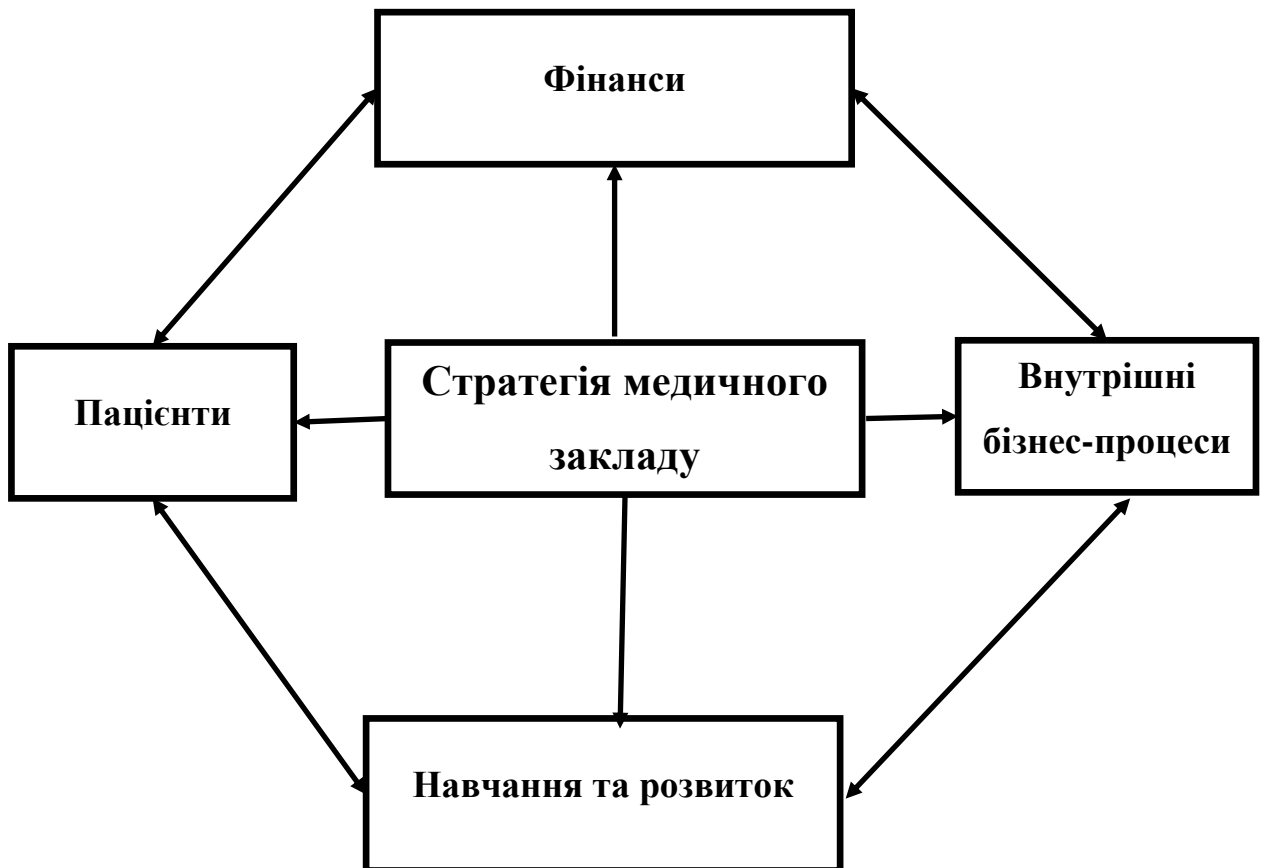 Фінанси
Пацієнти
Стратегія медичного
закладу
Внутрішні
бізнес-процеси
Навчання та розвиток